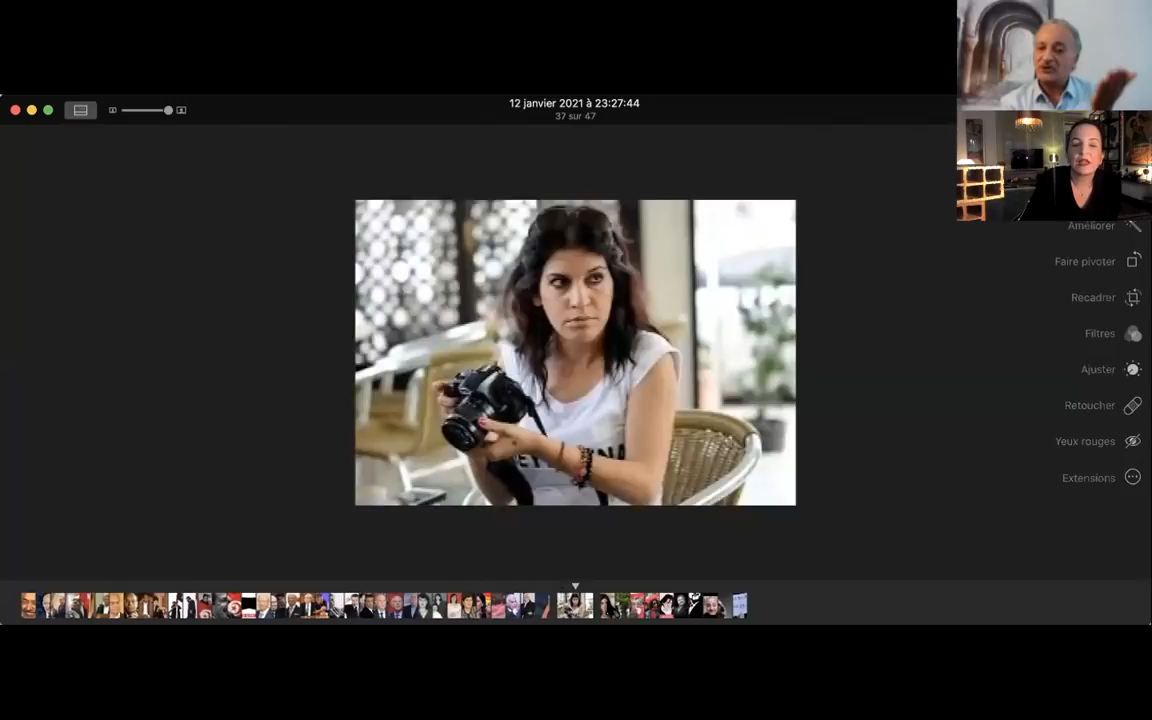 12 janvier 2021 à 23:27:44
37 sur 47
Améliorer
Faire pivoter
Recadrer
Filtres
Ajuster
Retoucher
Yeux rouges
Extensions